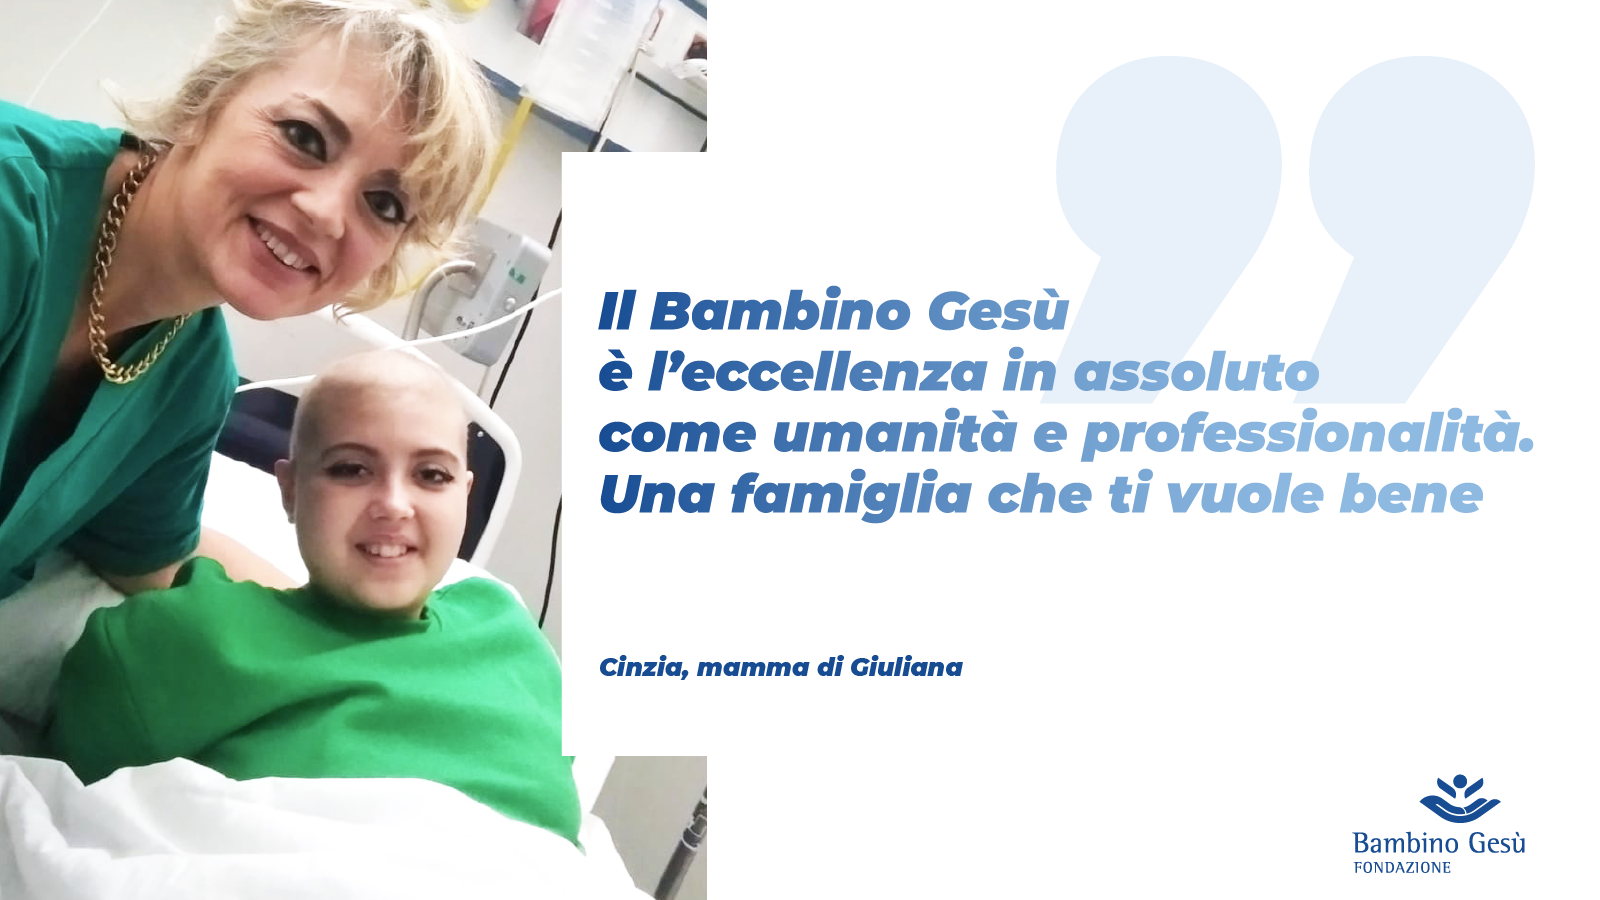 Il Bambino Gesù
è l’eccellenza in assoluto
come umanità e professionalità.
Una famiglia che ti vuole bene
Cinzia, mamma di Giuliana
Bambino Gesù
FONDAZIONE